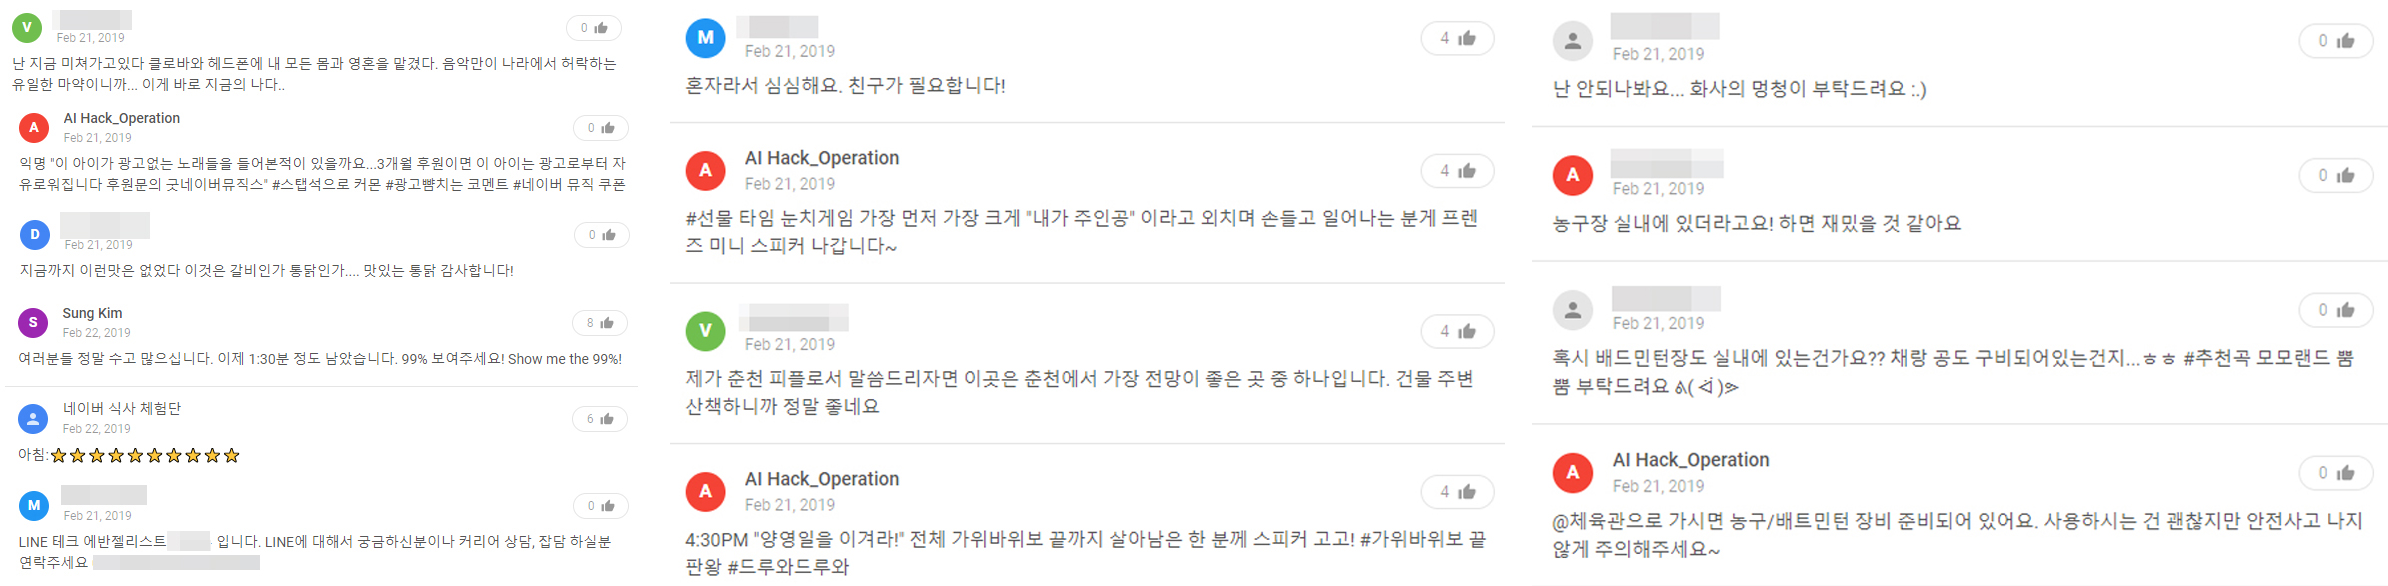 V
Feb 21, 2019
0
난 지금 미쳐가고있다 클로바와 헤드폰에 내 모든 몸과 영혼을 맡겼다. 음악만이 나라에서 허락하는
유일한 마약이니까... 이게 바로 지금의 나다..
A
AI Hack_Operation
Feb 21, 2019
0
익명 "이 아이가 광고없는 노래들을 들어본적이 있을까요...3개월 후원이면 이 아이는 광고로부터 자
유로워집니다 후원문의 굿네이버뮤직스" #스탭석으로 커몬 #광고뺨치는 코멘트 #네이버 뮤직 쿠폰
D
Feb 21, 2019
0
지금까지 이런맛은 없었다 이것은 갈비인가 통닭인가.... 맛있는 통닭 감사합니다!
S
Sung Kim
Feb 22, 2019
8
여러분들 정말 수고 많으십니다. 이제 1:30분 정도 남았습니다. 99% 보여주세요! Show me the 99%!
네이버 식사 체험단
Feb 22, 2019
6
아침:⭐⭐⭐⭐⭐⭐⭐⭐⭐⭐
M
Feb 21, 2019
0
LINE 테크 에반젤리스트 입니다. LINE에 대해서 궁금하신분이나 커리어 상담, 잡담 하실분
연락주세요
M
Feb 21, 2019
4
혼자라서 심심해요. 친구가 필요합니다!
A
AI Hack_Operation
Feb 21, 2019
4
#선물 타임 눈치게임 가장 먼저 가장 크게 "내가 주인공" 이라고 외치며 손들고 일어나는 분게 프렌
즈 미니 스피커 나갑니다~
V
Feb 21, 2019
4
제가 춘천 피플로서 말씀드리자면 이곳은 춘천에서 가장 전망이 좋은 곳 중 하나입니다. 건물 주변
산책하니까 정말 좋네요
A
AI Hack_Operation
Feb 21, 2019
4
4:30PM "양영일을 이겨라!" 전체 가위바위보 끝까지 살아남은 한 분께 스피커 고고! #가위바위보 끝
판왕 #드루와드루와
Feb 21, 2019
0
난 안되나봐요... 화사의 멍청이 부탁드려요 :.)
A
Feb 21, 2019
0
농구장 실내에 있더라고요! 하면 재밌을 것 같아요
Feb 21, 2019
0
혹시 배드민턴장도 실내에 있는건가요?? 채랑 공도 구비되어있는건지...ㅎㅎ #추천곡 모모랜드 뿜
뿜 부탁드려요
A
AI Hack_Operation
Feb 21, 2019
0
@체육관으로 가시면 농구/배트민턴 장비 준비되어 있어요. 사용하시는 건 괜찮지만 안전사고 나지
않게 주의해주세요~